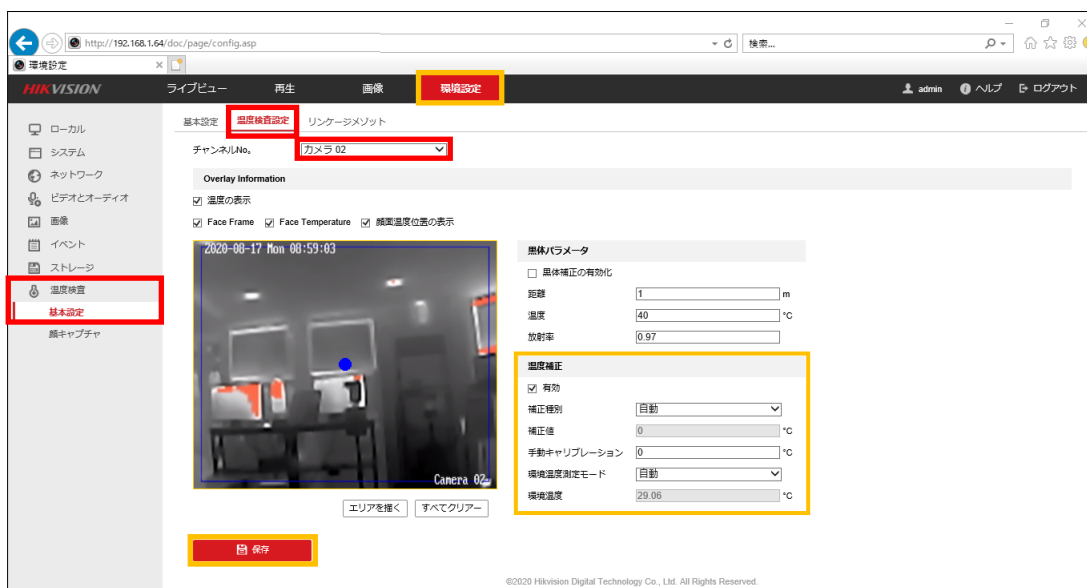 http://192.168.1.64/doc/page/config.asp
検索...
環境設定
HIKVISION ライブビュー 再生 画像 環境設定 admin ヘルプ ログアウト
ローカル
システム
ネットワーク
ビデオとオーディオ
画像
イベント
ストレージ
温度検査
基本設定
顔キャプチャ
基本設定 温度検査設定 リンケージメソット
チャンネルNo。 カメラ 02
Overlay Information
温度の表示
Face Frame Face Temperature 顔面温度位置の表示
2020-08-17 Mon 08:59:03
Camera 02
エリアを描く すべてクリアー
黒体パラメータ
黒体補正の有効化
距離 1 m
温度 40 °C
放射率 0.97
温度補正
有効
補正種別 自動
補正値 0 °C
手動キャリブレーション 0 °C
環境温度測定モード 自動
環境温度 29.06 °C
保存
©2020 Hikvision Digital Technology Co., Ltd. All Rights Reserved.